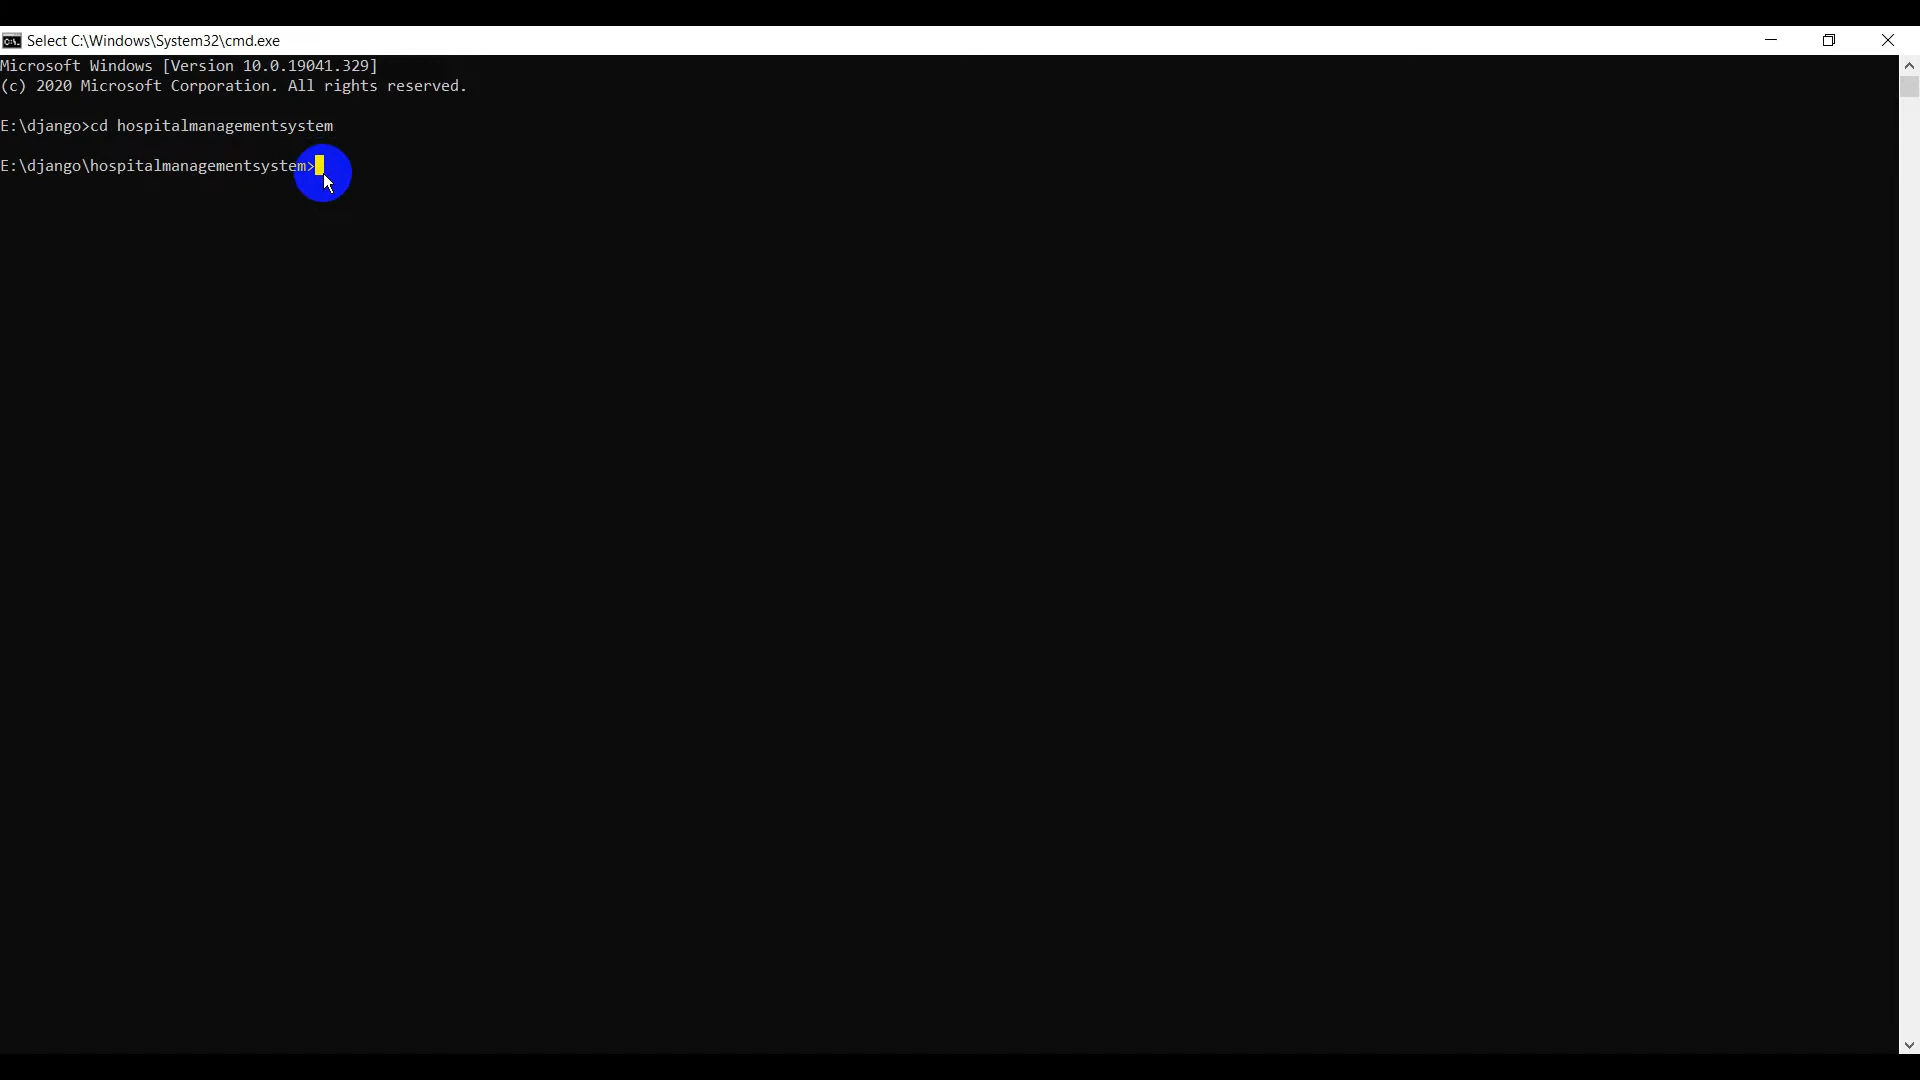 Select C:\Windows\System32\cmd.exe
Microsoft Windows [Version 10.0.19041.329]
(c) 2020 Microsoft Corporation. All rights reserved.
E:\django>cd hospitalmanagementsystem
E:\django\hospitalmanagementsystem>